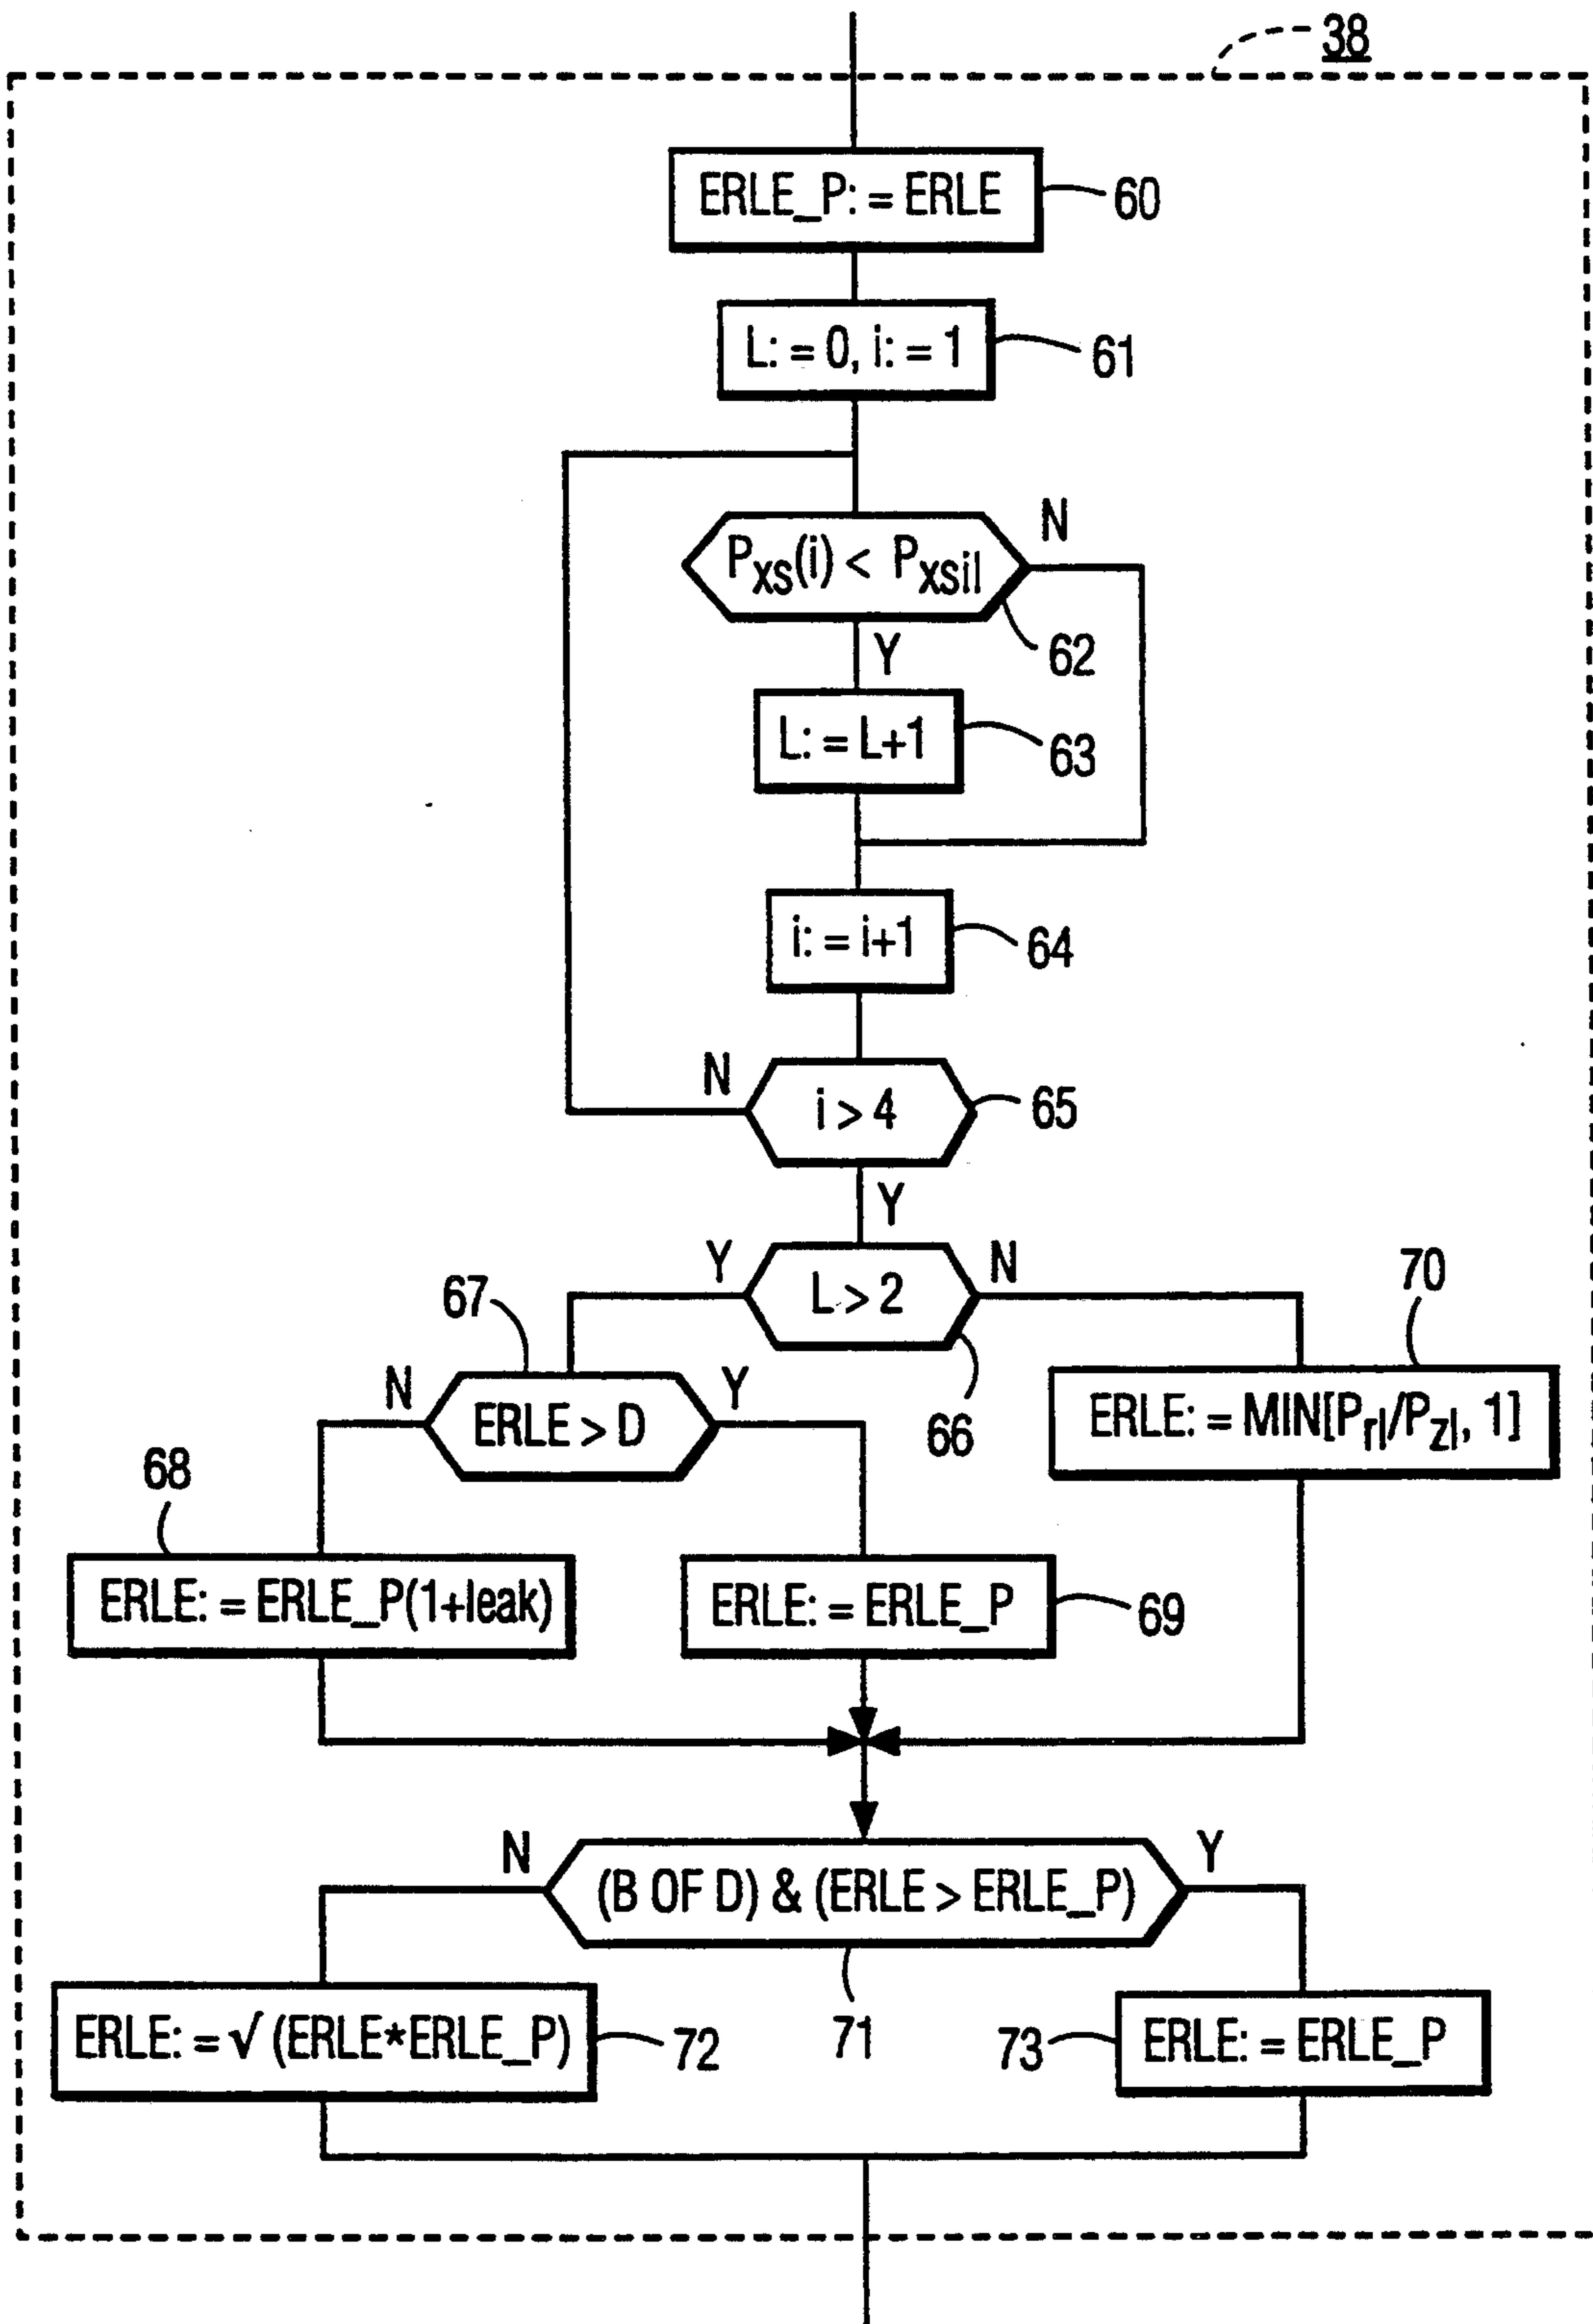 38
ERLE_P: = ERLE
60
L: = 0, i: = 1
61
N
Pxs(i) < Pxsil
62
Y
L: = L+1
63
i: = i+1
64
N
i > 4
65
Y
Y
L > 2
N
70
67
66
N
ERLE > D
Y
ERLE: = MIN[Prl/Pzl, 1]
68
ERLE: = ERLE_P(1+leak)
ERLE: = ERLE_P
69
N
(B OF D) & (ERLE > ERLE_P)
Y
71
ERLE: = √ (ERLE*ERLE_P)
72
73
ERLE: = ERLE_P